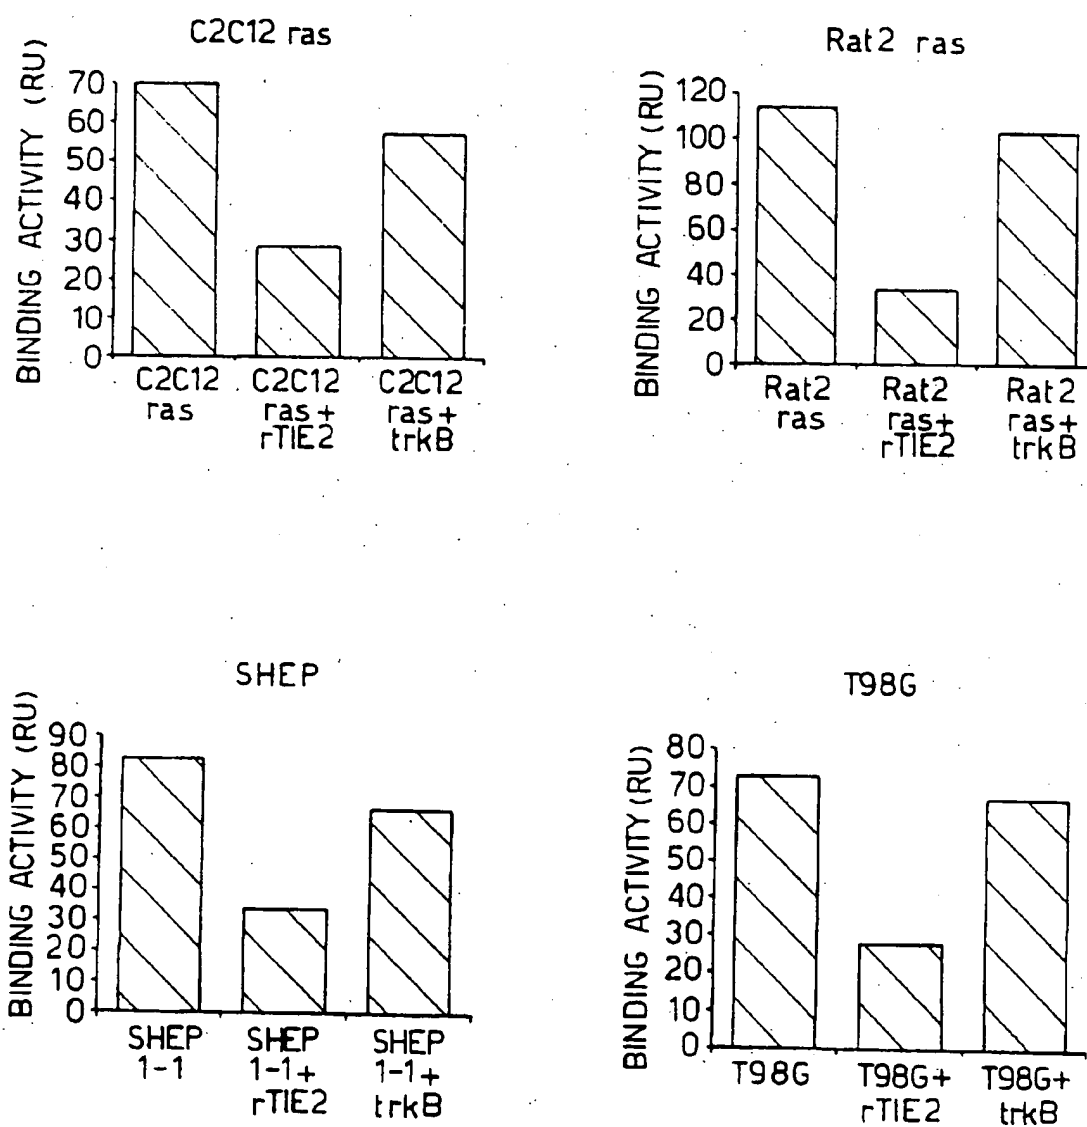 C2C12 ras
BINDING ACTIVITY (RU)
70
60
50
40
30
20
10
0
C2C12
ras
C2C12
ras+
rTIE2
C2C12
ras+
trkB
Rat2 ras
BINDING ACTIVITY (RU)
120
100
80
60
40
20
0
Rat2
ras
Rat2
ras+
rTIE2
Rat2
ras+
trkB
SHEP
BINDING ACTIVITY (RU)
90
80
70
60
50
40
30
20
10
0
SHEP
1-1
SHEP
1-1+
rTIE2
SHEP
1-1+
trkB
T98G
BINDING ACTIVITY (RU)
80
70
60
50
40
30
20
10
0
T98G
T98G+
rTIE2
T98G+
trkB